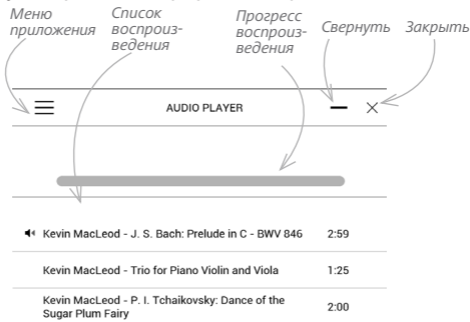 Меню
приложения
Список
воспроиз-
ведения
Прогресс
воспроиз-
ведения
Свернуть
Закрыть
AUDIO PLAYER
Kevin MacLeod - J. S. Bach: Prelude in C - BWV 846 2:59
Kevin MacLeod - Trio for Piano Violin and Viola 1:25
Kevin MacLeod - P. I. Tchaikovsky: Dance of the
Sugar Plum Fairy 2:00